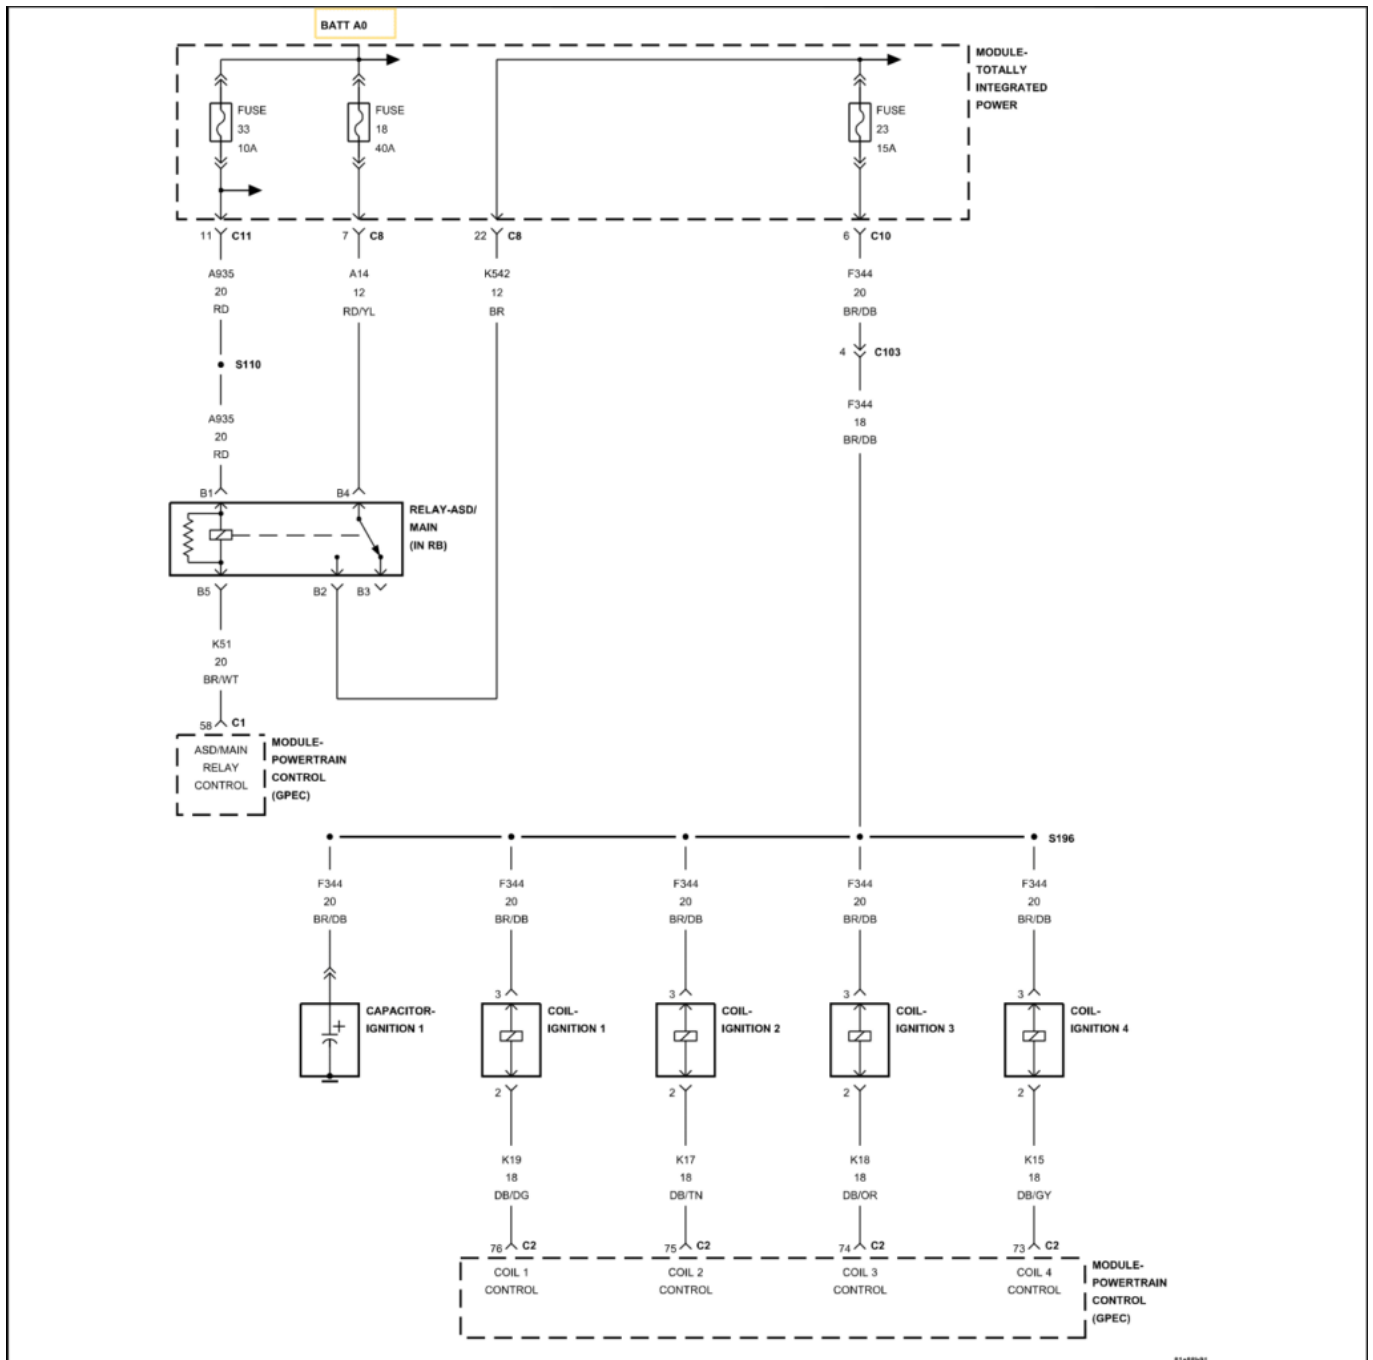 BATT A0
MODULE-
TOTALLY
INTEGRATED
POWER
FUSE
33
10A
FUSE
18
40A
FUSE
23
15A
11 C11
7 C8
22 C8
6 C10
A935
20
RD
A14
12
RD/YL
K542
12
BR
F344
20
BR/DB
4 C103
S110
F344
18
BR/DB
A935
20
RD
B1
B4
RELAY-ASD/
MAIN
(IN RB)
B5
B2
B3
K51
20
BR/WT
58 C1
ASD/MAIN
RELAY
CONTROL
MODULE-
POWERTRAIN
CONTROL
(GPEC)
S196
F344
20
BR/DB
F344
20
BR/DB
F344
20
BR/DB
F344
20
BR/DB
F344
20
BR/DB
3
3
3
3
CAPACITOR-
IGNITION 1
+
COIL-
IGNITION 1
COIL-
IGNITION 2
COIL-
IGNITION 3
COIL-
IGNITION 4
2
2
2
2
K19
18
DB/DG
K17
18
DB/TN
K18
18
DB/OR
K15
18
DB/GY
76 C2
75 C2
74 C2
73 C2
COIL 1
CONTROL
COIL 2
CONTROL
COIL 3
CONTROL
COIL 4
CONTROL
MODULE-
POWERTRAIN
CONTROL
(GPEC)